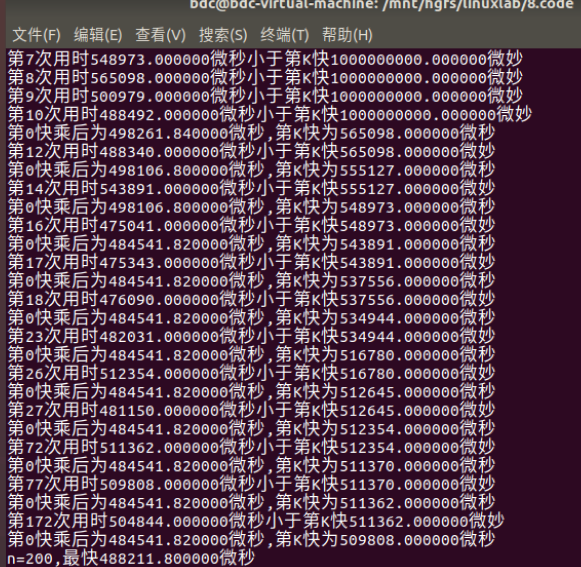 bdc@bdc-virtual-machine: /mnt/hgfs/linuxlab/8.code
文件(F) 编辑(E) 查看(V) 搜索(S) 终端(T) 帮助(H)
第7次用时548973.000000微秒小于第K快1000000000.000000微妙
第8次用时565098.000000微秒小于第K快1000000000.000000微妙
第9次用时500979.000000微秒小于第K快1000000000.000000微妙
第10次用时488492.000000微秒小于第K快1000000000.000000微妙
第0快乘后为498261.840000微秒,第K快为565098.000000微秒
第12次用时488340.000000微秒小于第K快565098.000000微妙
第0快乘后为498106.800000微秒,第K快为555127.000000微秒
第14次用时543891.000000微秒小于第K快555127.000000微妙
第0快乘后为498106.800000微秒,第K快为548973.000000微秒
第16次用时475041.000000微秒小于第K快548973.000000微妙
第0快乘后为484541.820000微秒,第K快为543891.000000微秒
第17次用时475343.000000微秒小于第K快543891.000000微妙
第0快乘后为484541.820000微秒,第K快为537556.000000微秒
第18次用时476090.000000微秒小于第K快537556.000000微妙
第0快乘后为484541.820000微秒,第K快为534944.000000微秒
第23次用时482031.000000微秒小于第K快534944.000000微妙
第0快乘后为484541.820000微秒,第K快为516780.000000微秒
第26次用时512354.000000微秒小于第K快516780.000000微妙
第0快乘后为484541.820000微秒,第K快为512645.000000微秒
第27次用时481150.000000微秒小于第K快512645.000000微妙
第0快乘后为484541.820000微秒,第K快为512354.000000微秒
第72次用时511362.000000微秒小于第K快512354.000000微妙
第0快乘后为484541.820000微秒,第K快为511370.000000微秒
第77次用时509808.000000微秒小于第K快511370.000000微妙
第0快乘后为484541.820000微秒,第K快为511362.000000微秒
第172次用时504844.000000微秒小于第K快511362.000000微妙
第0快乘后为484541.820000微秒,第K快为509808.000000微秒
n=200,最快488211.800000微秒